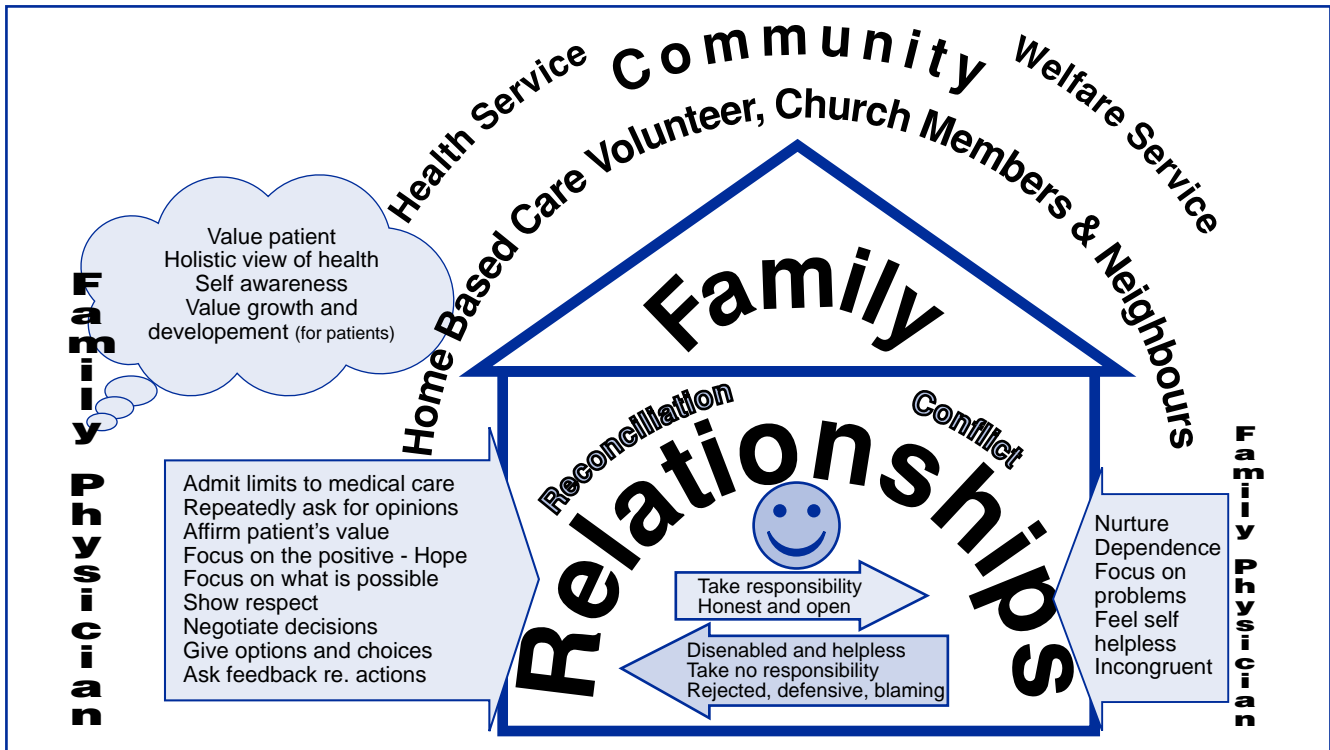 Community
Health Service
Welfare Service
Home Based Care Volunteer, Church Members & Neighbours
Value patient
Holistic view of health
Self awareness
Value growth and
developement (for patients)
Family Physician
Family
Reconciliation
Conflict
Relationships
Admit limits to medical care
Repeatedly ask for opinions
Affirm patient's value
Focus on the positive - Hope
Focus on what is possible
Show respect
Negotiate decisions
Give options and choices
Ask feedback re. actions
Take responsibility
Honest and open
Disenabled and helpless
Take no responsibility
Rejected, defensive, blaming
Nurture
Dependence
Focus on
problems
Feel self
helpless
Incongruent
Family Physician